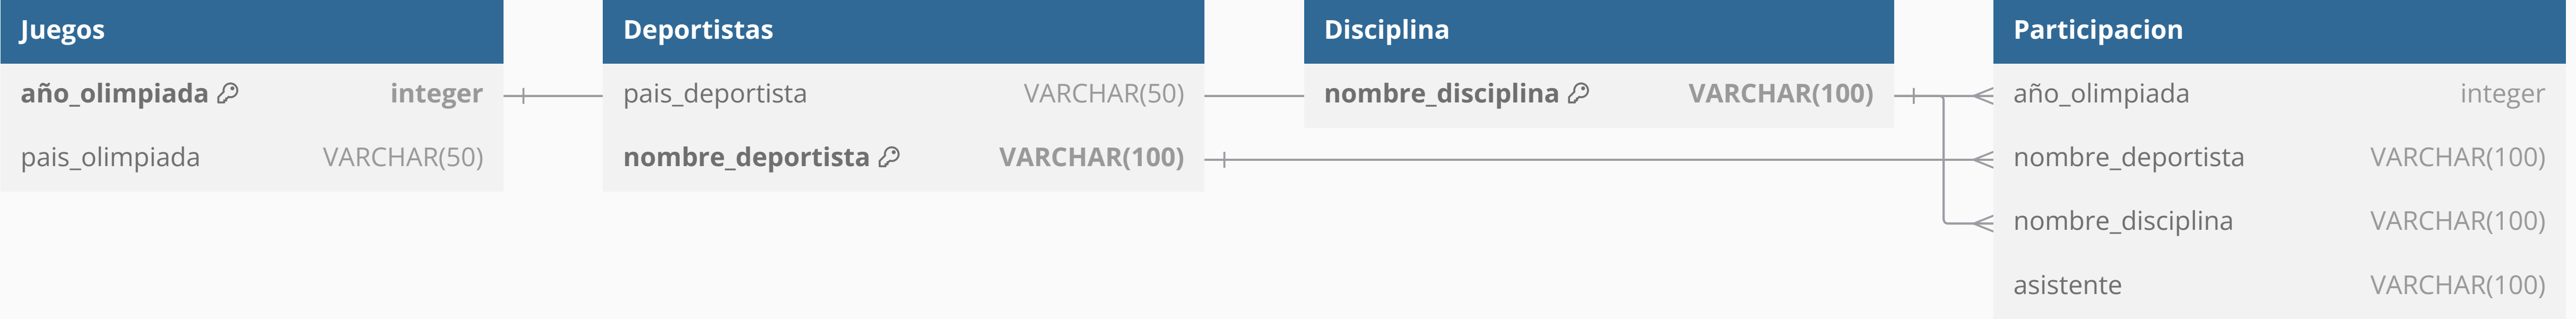 Juegos
año_olimpiada integer
pais_olimpiada VARCHAR(50)
Deportistas
pais_deportista VARCHAR(50)
nombre_deportista VARCHAR(100)
Disciplina
nombre_disciplina VARCHAR(100)
Participacion
año_olimpiada integer
nombre_deportista VARCHAR(100)
nombre_disciplina VARCHAR(100)
asistente VARCHAR(100)